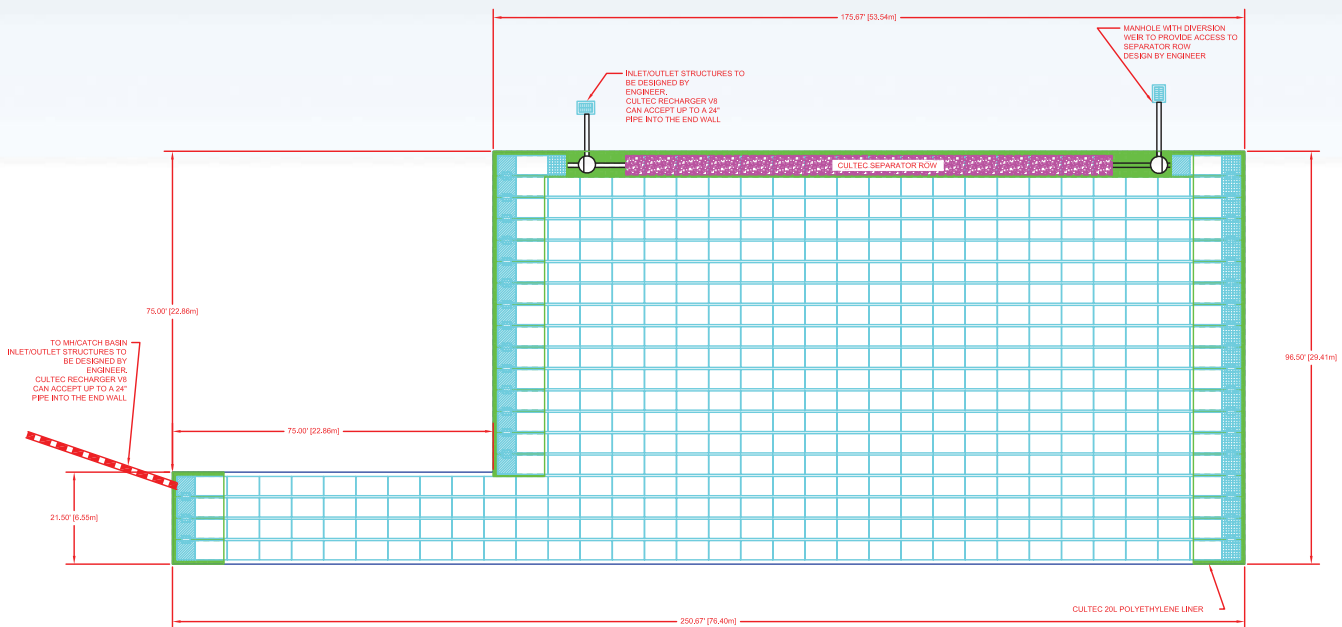 175.67' [53.54m]
MANHOLE WITH DIVERSION
WEIR TO PROVIDE ACCESS TO
SEPARATOR ROW
DESIGN BY ENGINEER
INLET/OUTLET STRUCTURES TO
BE DESIGNED BY
ENGINEER.
CULTEC RECHARGER V8
CAN ACCEPT UP TO A 24"
PIPE INTO THE END WALL
CULTEC SEPARATOR ROW
75.00' [22.86m]
TO MH/CATCH BASIN
INLET/OUTLET STRUCTURES TO
BE DESIGNED BY
ENGINEER.
CULTEC RECHARGER V8
CAN ACCEPT UP TO A 24"
PIPE INTO THE END WALL
96.50' [29.41m]
75.00' [22.86m]
21.50' [6.55m]
CULTEC 20L POLYETHYLENE LINER
250.67' [76.40m]